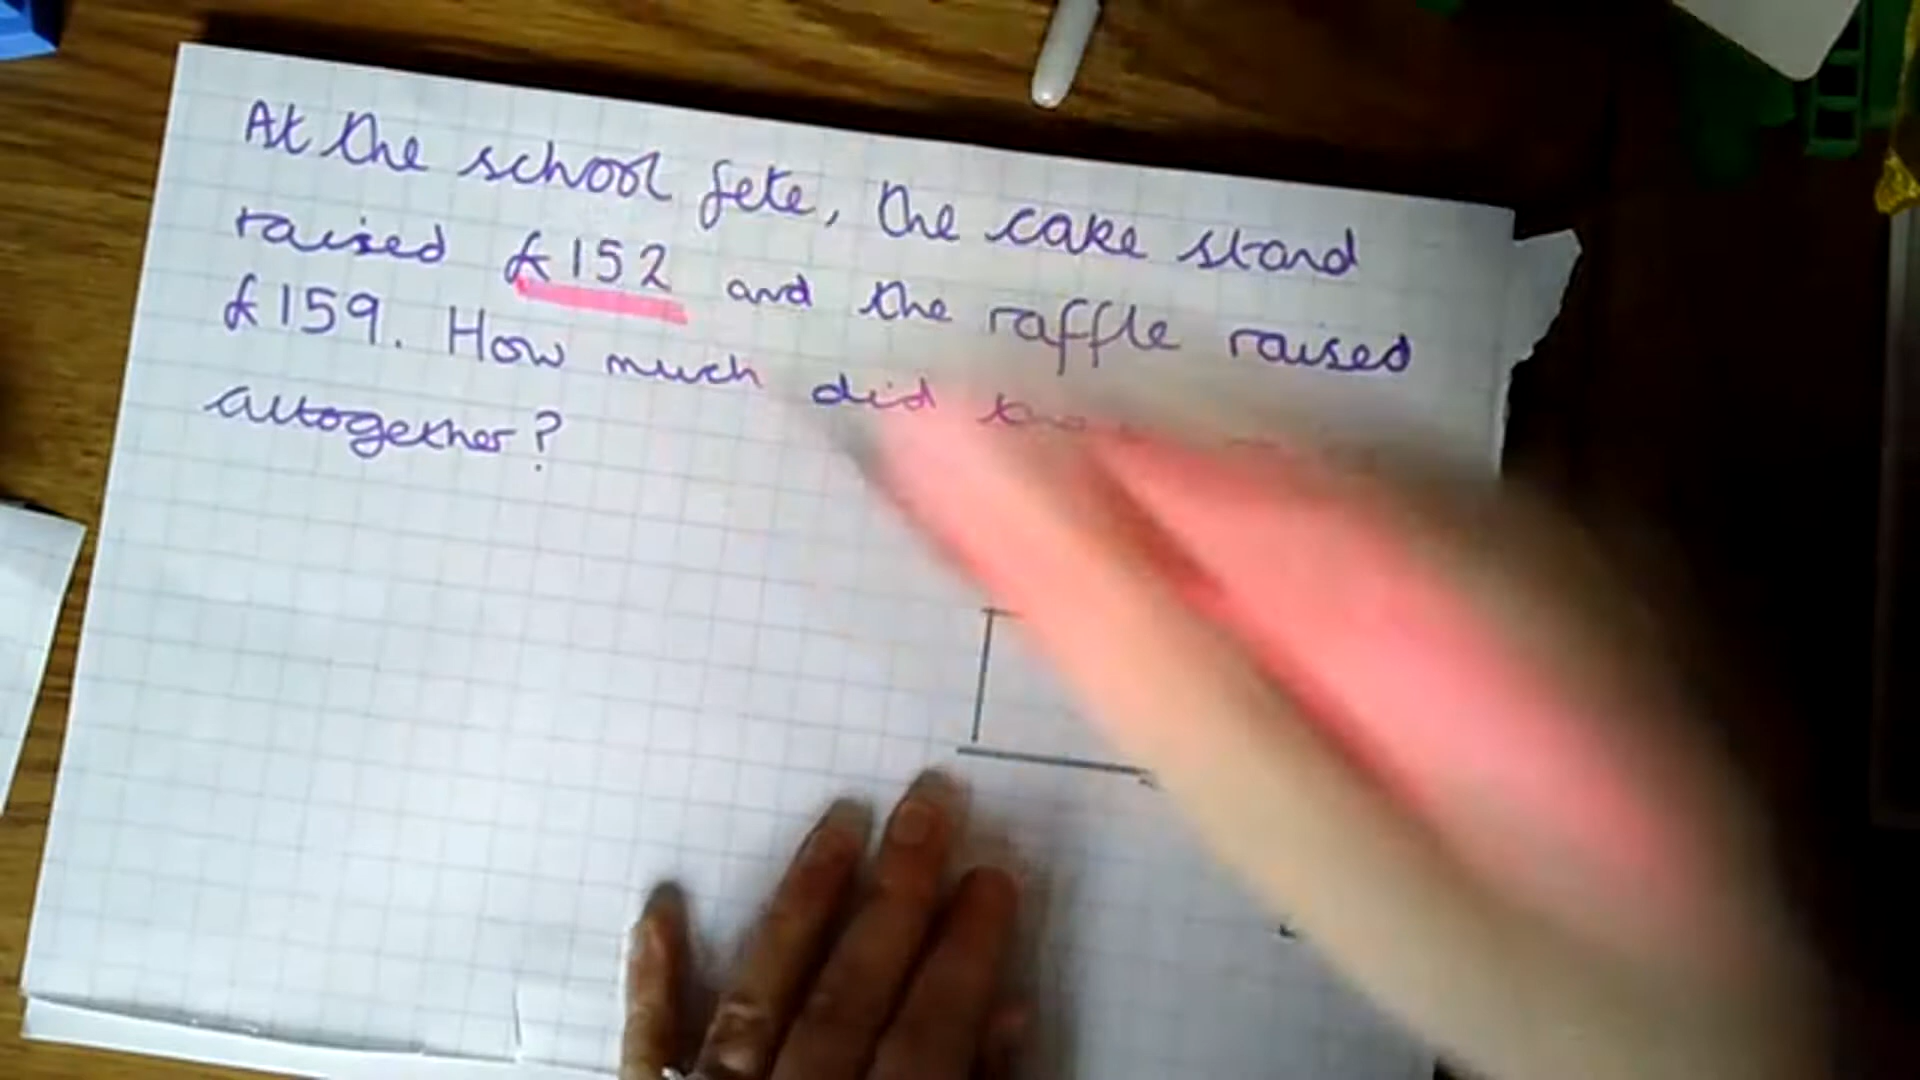 At the school fete, the cake stand
raised £152 and the raffle raised
£159. How much did
altogether?